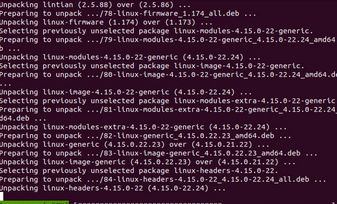 Unpacking lintian (2.5.88) over (2.5.86) ...
Preparing to unpack .../78-linux-firmware_1.174_all.deb ...
Unpacking linux-firmware (1.174) over (1.173) ...
Selecting previously unselected package linux-modules-4.15.0-22-generic.
Preparing to unpack .../79-linux-modules-4.15.0-22-generic_4.15.0-22.24_amd64.de
b ...
Unpacking linux-modules-4.15.0-22-generic (4.15.0-22.24) ...
Selecting previously unselected package linux-image-4.15.0-22-generic.
Preparing to unpack .../80-linux-image-4.15.0-22-generic_4.15.0-22.24_amd64.deb
...
Unpacking linux-image-4.15.0-22-generic (4.15.0-22.24) ...
Selecting previously unselected package linux-modules-extra-4.15.0-22-generic
Preparing to unpack .../81-linux-modules-extra-4.15.0-22-generic_4.15.0-22.24_am
d64.deb ...
Unpacking linux-modules-extra-4.15.0-22-generic (4.15.0-22.24) ...
Preparing to unpack .../82-linux-generic_4.15.0.22.23_amd64.deb ...
Unpacking linux-generic (4.15.0.22.23) over (4.15.0.21.22) ...
Preparing to unpack .../83-linux-image-generic_4.15.0.22.23_amd64.deb ...
Unpacking linux-image-generic (4.15.0.22.23) over (4.15.0.21.22) ...
Selecting previously unselected package linux-headers-4.15.0-22.
Preparing to unpack .../84-linux-headers-4.15.0-22_4.15.0-22.24_all.deb ...
Unpacking linux-headers-4.15.0-22 (4.15.0-22.24) ...